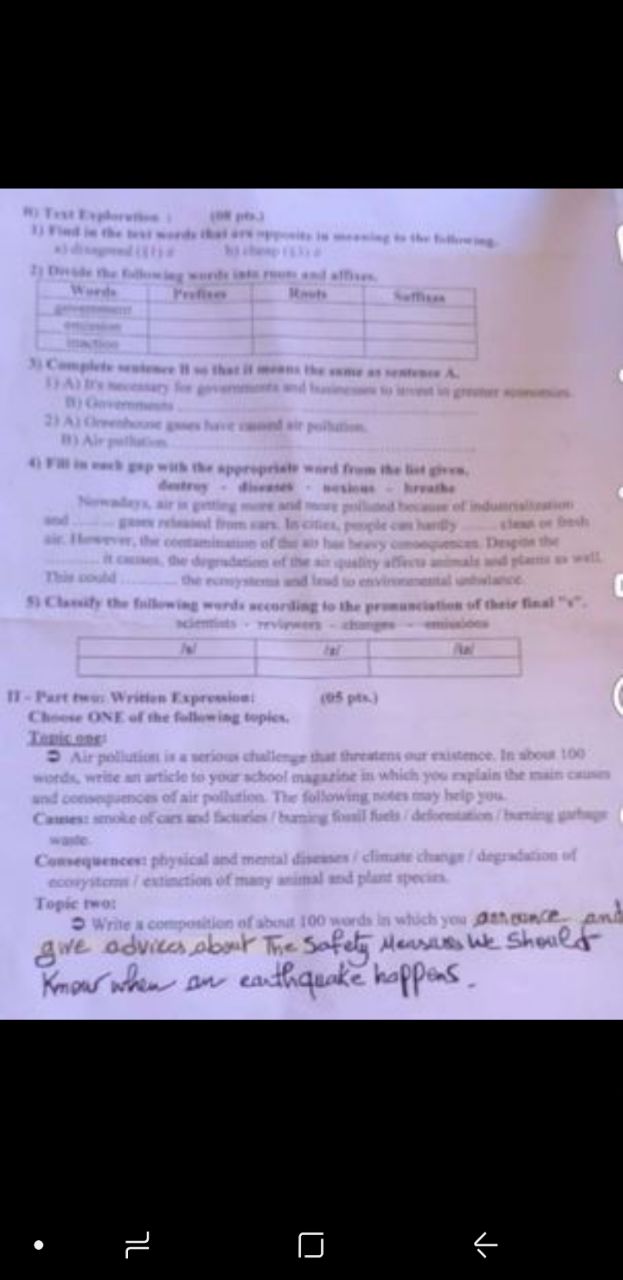 B) Text Exploration : (08 pts.)
1) Find in the text words that are opposite in meaning to the following.
a) disagreed (§1) ≠ b) cheap (§3) ≠
2) Divide the following words into roots and affixes.
Words Prefixes Roots Suffixes
government
emission
inaction
3) Complete sentence B so that it means the same as sentence A.
1) A) It's necessary for governments and businesses to invest in greener economies.
B) Governments
2) A) Greenhouse gases have caused air pollution.
B) Air pollution
4) Fill in each gap with the appropriate word from the list given.
destroy - diseases - noxious - breathe
Nowadays, air is getting more and more polluted because of industrialization
and ......... gases released from cars. In cities, people can hardly ......... clean or fresh
air. However, the contamination of the air has heavy consequences. Despite the
......... it causes, the degradation of the air quality affects animals and plants as well.
This could ............ the ecosystems and lead to environmental unbalance.
5) Classify the following words according to the pronunciation of their final "s".
scientists - reviewers - changes - emissions
/s/ /z/ /iz/
II - Part two: Written Expression: (05 pts.)
Choose ONE of the following topics.
Topic one:
➲ Air pollution is a serious challenge that threatens our existence. In about 100
words, write an article to your school magazine in which you explain the main causes
and consequences of air pollution. The following notes may help you.
Causes: smoke of cars and factories / burning fossil fuels / deforestation / burning garbage
waste.
Consequences: physical and mental diseases / climate change / degradation of
ecosystems / extinction of many animal and plant species.
Topic two:
➲ Write a composition of about 100 words in which you announce and
give advices about The Safety Measures We Should
Know when an earthquake happens.